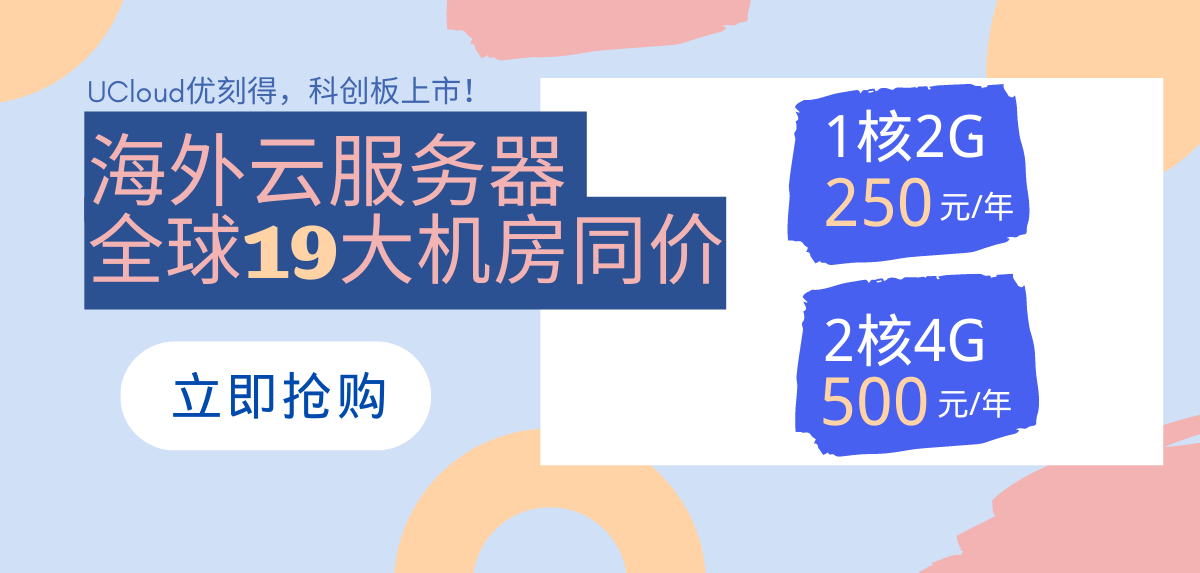 UCloud优刻得，科创板上市！
海外云服务器
全球19大机房同价
立即抢购
1核2G
250元/年
2核4G
500元/年